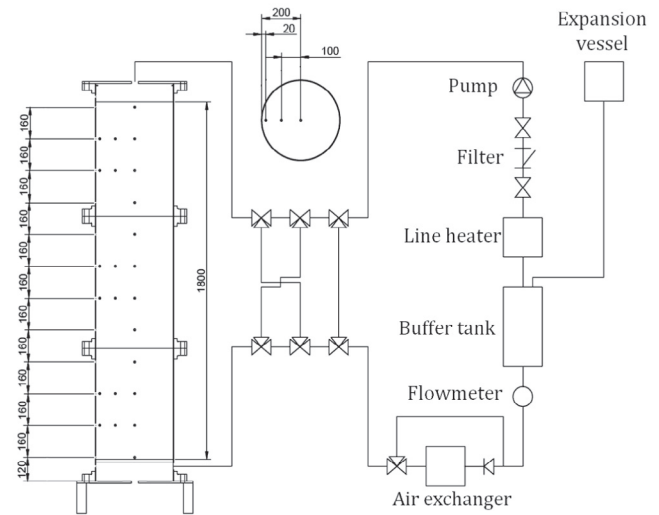 200
20
100
Expansion
vessel
Pump
Filter
Line heater
Buffer tank
Flowmeter
Air exchanger
1800
160
160
160
160
160
160
160
160
160
160
160
120